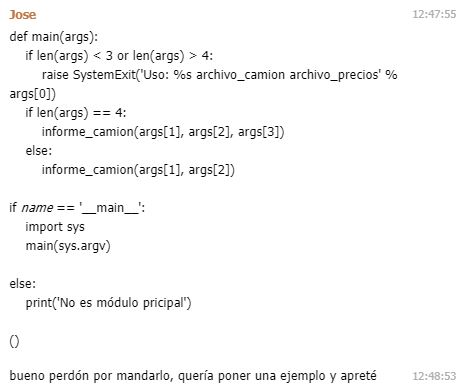 Jose 12:47:55
def main(args):
    if len(args) < 3 or len(args) > 4:
        raise SystemExit('Uso: %s archivo_camion archivo_precios' %
args[0])
    if len(args) == 4:
        informe_camion(args[1], args[2], args[3])
    else:
        informe_camion(args[1], args[2])
if name == '__main__':
    import sys
    main(sys.argv)
else:
    print('No es módulo pricipal')
()
bueno perdón por mandarlo, quería poner una ejemplo y apreté 12:48:53